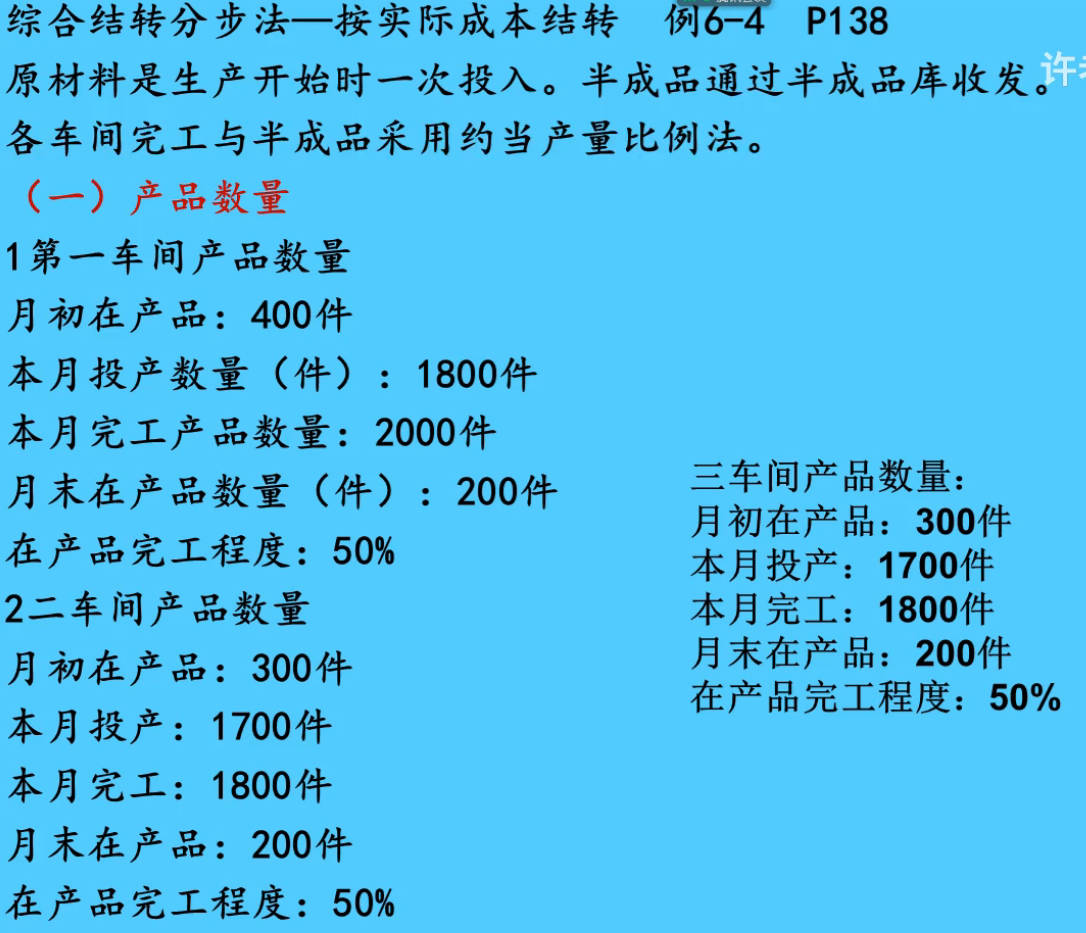 综合结转分步法—按实际成本结转 例6-4 P138
原材料是生产开始时一次投入。半成品通过半成品库收发。
许
各车间完工与半成品采用约当产量比例法。
（一）产品数量
1第一车间产品数量
月初在产品：400件
本月投产数量（件）：1800件
本月完工产品数量：2000件
月末在产品数量（件）：200件
在产品完工程度：50%
2二车间产品数量
月初在产品：300件
本月投产：1700件
本月完工：1800件
月末在产品：200件
在产品完工程度：50%
三车间产品数量：
月初在产品：300件
本月投产：1700件
本月完工：1800件
月末在产品：200件
在产品完工程度：50%